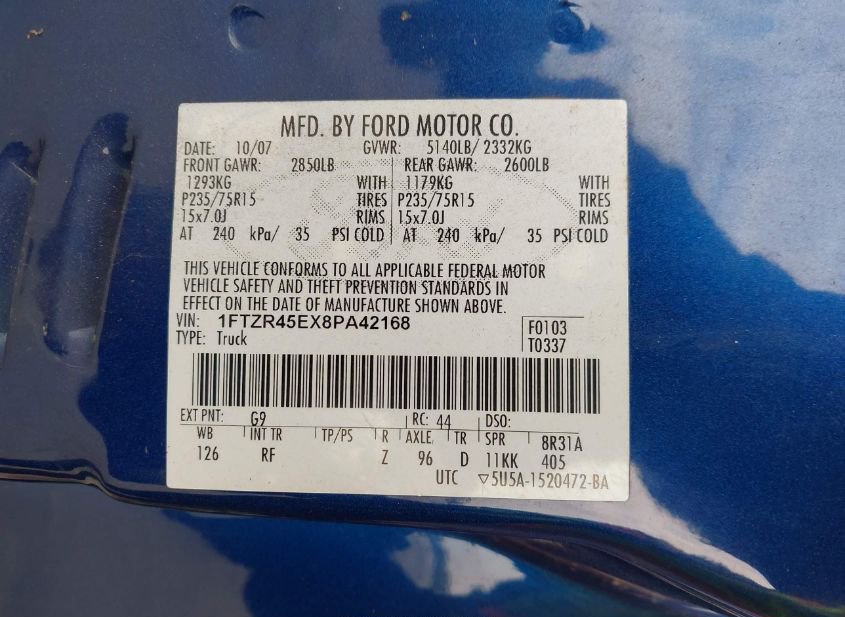 MFD. BY FORD MOTOR CO.
DATE: 10/07 GVWR: 5140LB/ 2332KG
FRONT GAWR: 2850LB REAR GAWR: 2600LB
1293KG WITH 1179KG WITH
P235/75R15 TIRES P235/75R15 TIRES
15x7.0J RIMS 15x7.0J RIMS
AT 240 kPa/ 35 PSI COLD AT 240 kPa/ 35 PSI COLD
THIS VEHICLE CONFORMS TO ALL APPLICABLE FEDERAL MOTOR
VEHICLE SAFETY AND THEFT PREVENTION STANDARDS IN
EFFECT ON THE DATE OF MANUFACTURE SHOWN ABOVE.
VIN: 1FTZR45EX8PA42168 F0103
TYPE: Truck T0337
EXT PNT: G9 RC: 44 DSO:
WB INT TR TP/PS R AXLE TR SPR 8R31A
126 RF Z 96 D 11KK 405
UTC ▽5U5A-1520472-BA